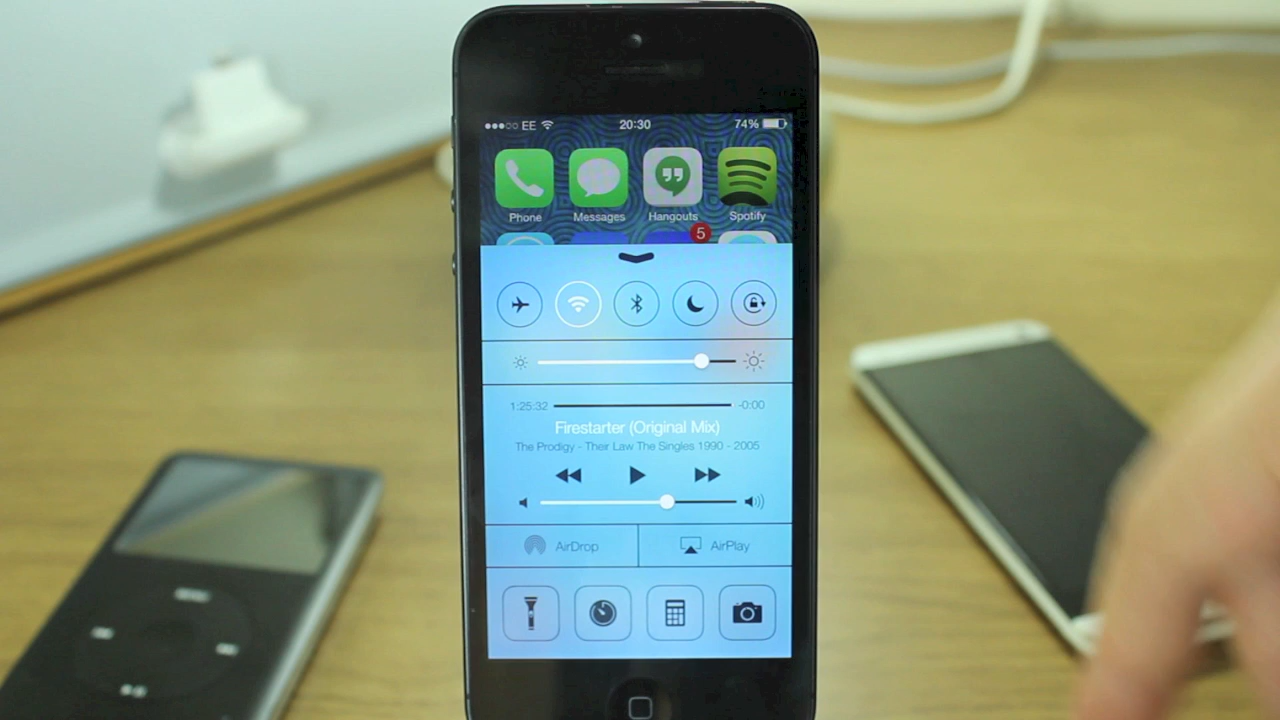 EE 20:30 74%
Phone Messages Hangouts Spotify
5
1:25:32 -0:00
Firestarter (Original Mix)
The Prodigy - Their Law The Singles 1990 - 2005
AirDrop AirPlay
MENU